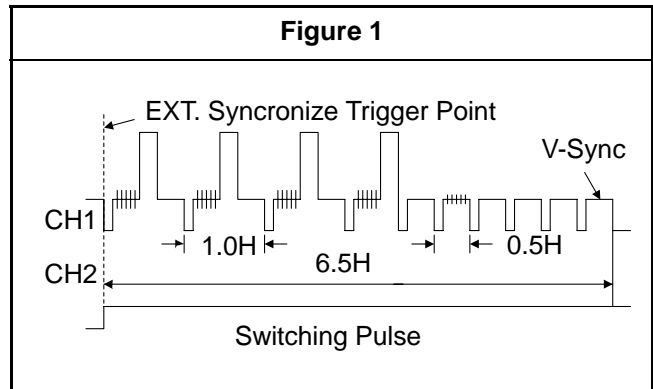 Figure 1
EXT. Syncronize Trigger Point
V-Sync
CH1
1.0H
0.5H
6.5H
CH2
Switching Pulse